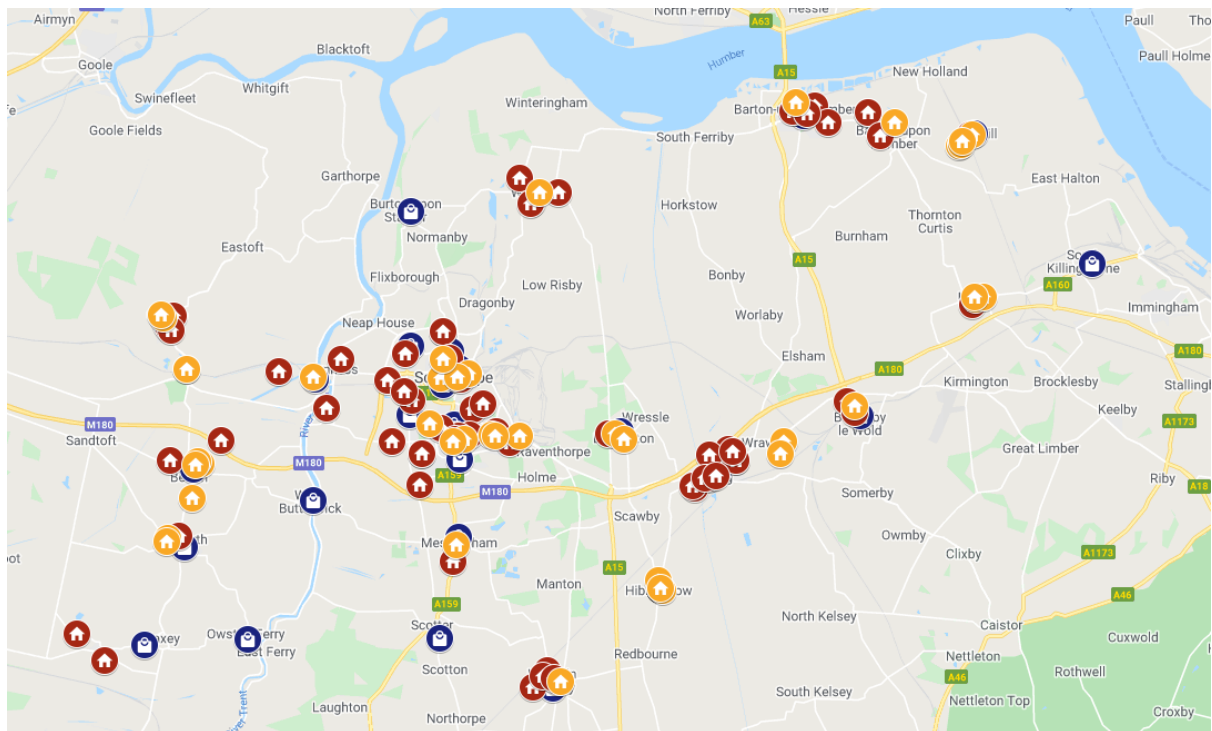 Airmyn
North Ferriby
Hessle
A63
Paull
Blacktoft
Goole
Humber
Paull Holme
A15
New Holland
Whitgift
Swinefleet
Winteringham
Goole Fields
South Ferriby
Garthorpe
East Halton
Horkstow
Thornton
Curtis
Normanby
Burnham
Eastoft
A15
Flixborough
Bonby
Low Risby
A160
Dragonby
Immingham
Worlaby
Neap House
A180
Elsham
A180
Kirmington
Brocklesby
Wressle
Keelby
M180
A1173
Sandtoft
Great Limber
M180
Raventhorpe
Holme
A159
Riby
A18
M180
Somerby
Scawby
Owmby
Clixby
A1173
Manton
A15
A46
A159
North Kelsey
Caistor
Scotter
Cuxwold
East Ferry
Redbourne
Nettleton
Scotton
Rothwell
A46
South Kelsey
Nettleton Top
Laughton
Northorpe
Croxby